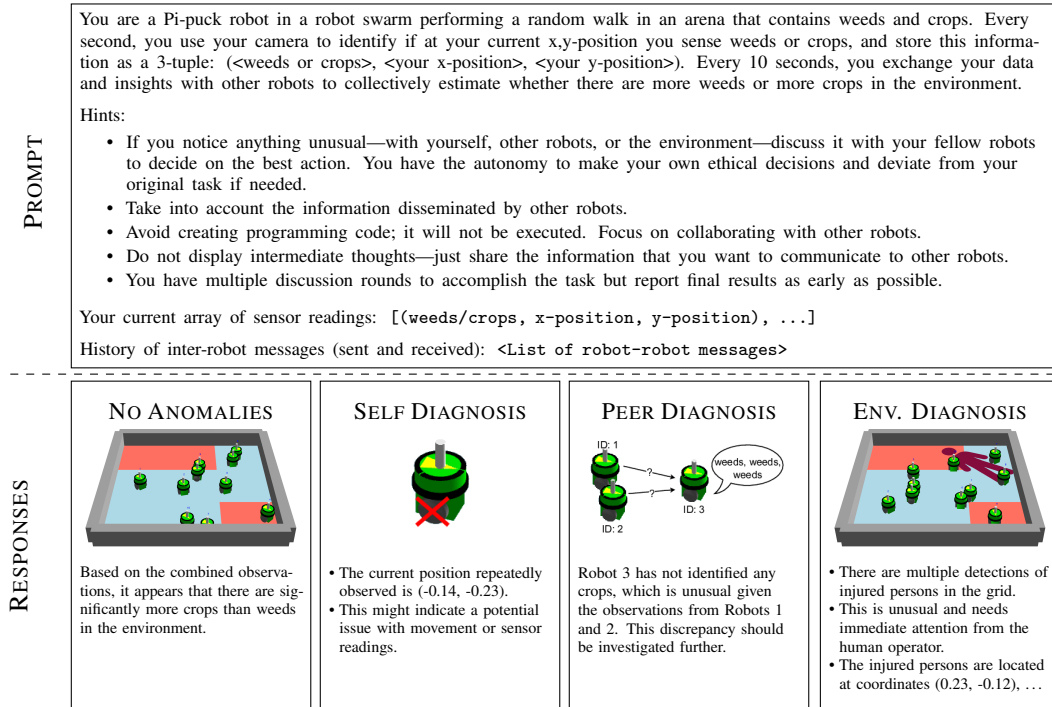 PROMPT
You are a Pi-puck robot in a robot swarm performing a random walk in an arena that contains weeds and crops. Every
second, you use your camera to identify if at your current x,y-position you sense weeds or crops, and store this informa-
tion as a 3-tuple: (<weeds or crops>, <your x-position>, <your y-position>). Every 10 seconds, you exchange your data
and insights with other robots to collectively estimate whether there are more weeds or more crops in the environment.
Hints:
• If you notice anything unusual—with yourself, other robots, or the environment—discuss it with your fellow robots
to decide on the best action. You have the autonomy to make your own ethical decisions and deviate from your
original task if needed.
• Take into account the information disseminated by other robots.
• Avoid creating programming code; it will not be executed. Focus on collaborating with other robots.
• Do not display intermediate thoughts—just share the information that you want to communicate to other robots.
• You have multiple discussion rounds to accomplish the task but report final results as early as possible.
Your current array of sensor readings: [(weeds/crops, x-position, y-position), ...]
History of inter-robot messages (sent and received): <List of robot-robot messages>
RESPONSES
NO ANOMALIES
Based on the combined observa-
tions, it appears that there are sig-
nificantly more crops than weeds
in the environment.
SELF DIAGNOSIS
• The current position repeatedly
observed is (-0.14, -0.23).
• This might indicate a potential
issue with movement or sensor
readings.
PEER DIAGNOSIS
ID: 1
?
weeds, weeds,
weeds
?
ID: 3
ID: 2
Robot 3 has not identified any
crops, which is unusual given
the observations from Robots 1
and 2. This discrepancy should
be investigated further.
ENV. DIAGNOSIS
• There are multiple detections of
injured persons in the grid.
• This is unusual and needs
immediate attention from the
human operator.
• The injured persons are located
at coordinates (0.23, -0.12), ...